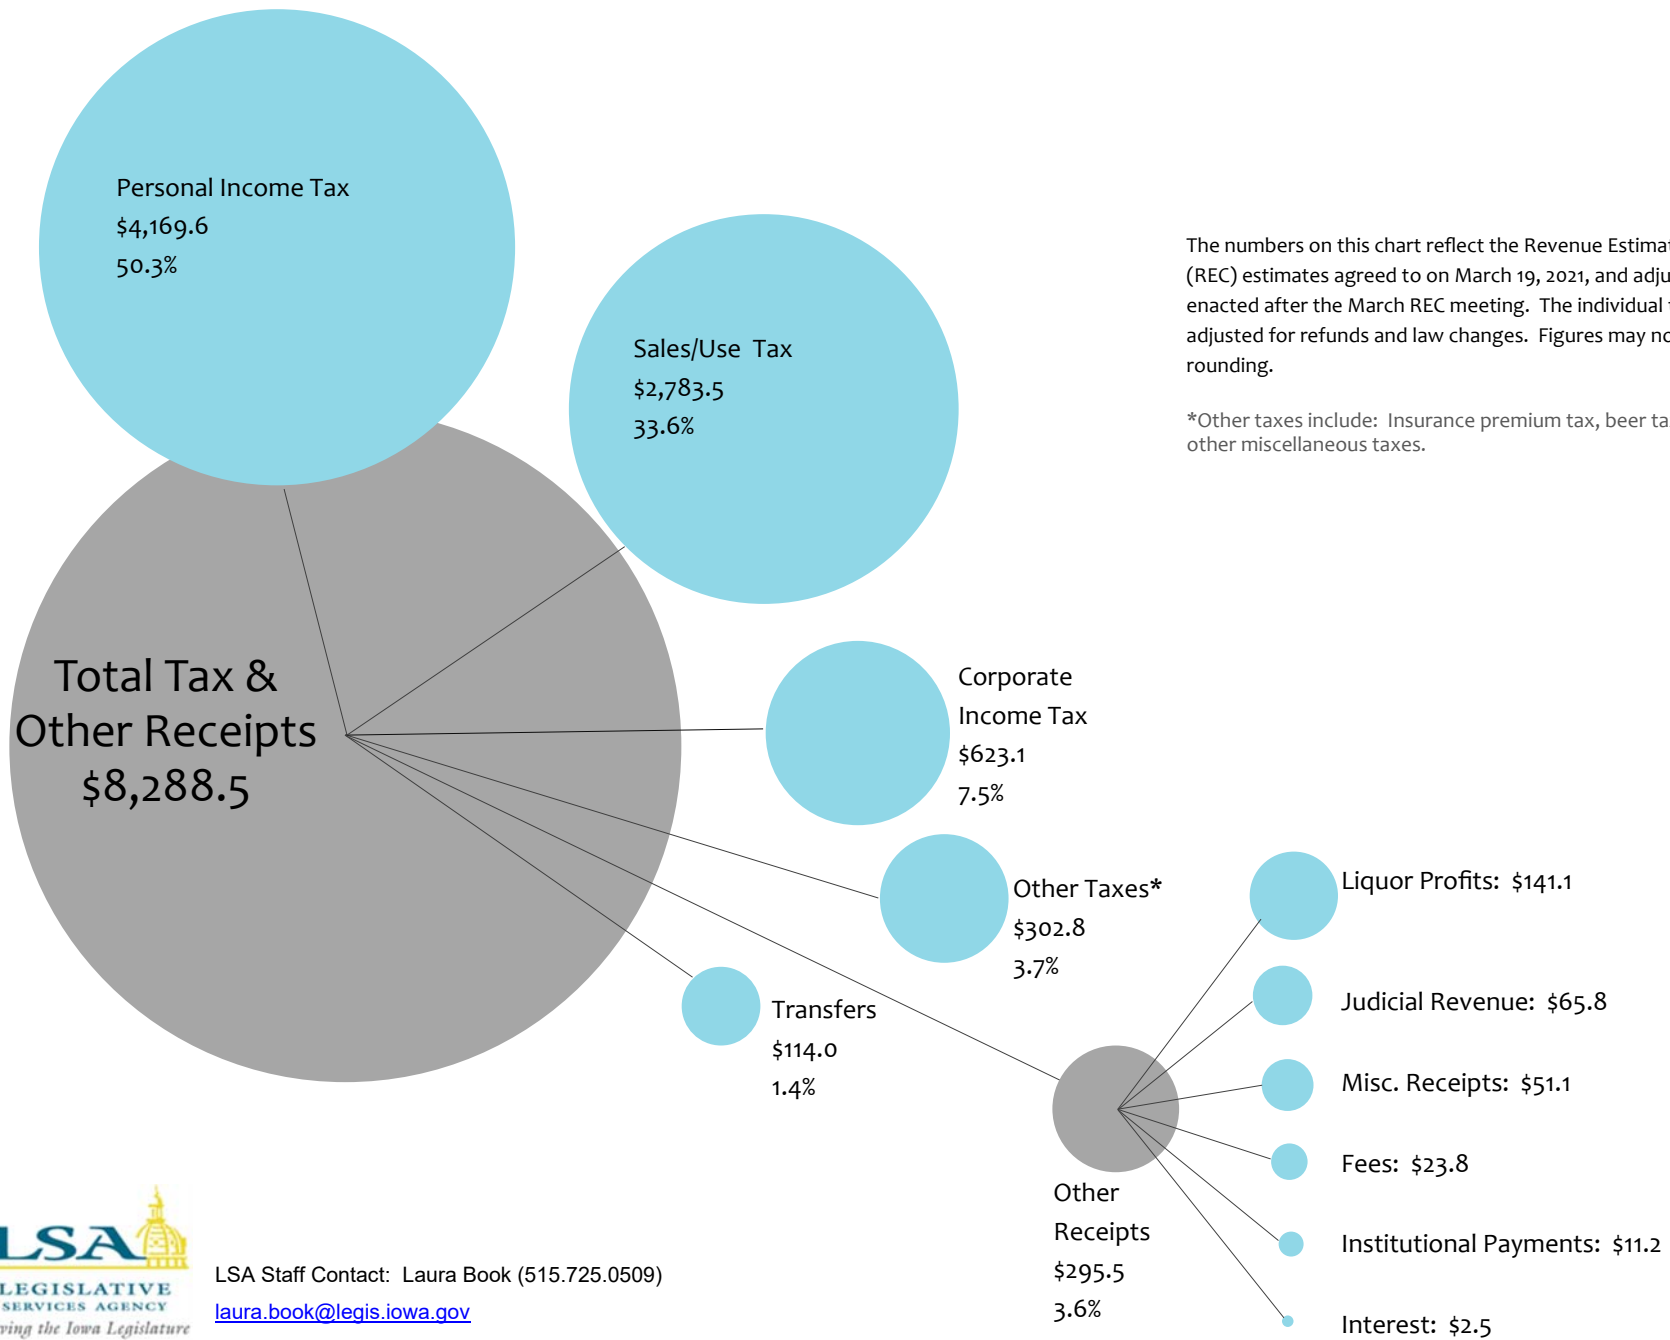 Personal Income Tax
$4,169.6
50.3%
Sales/Use Tax
$2,783.5
33.6%
The numbers on this chart reflect the Revenue
(REC) estimates agreed to on March 19, 2021, and
enacted after the March REC meeting. The individual
adjusted for refunds and law changes. Figures may
rounding.
*Other taxes include: Insurance premium tax, beer
other miscellaneous taxes.
Total Tax &
Other Receipts
$8,288.5
Corporate
Income Tax
$623.1
7.5%
Other Taxes*
$302.8
3.7%
Transfers
$114.0
1.4%
Other
Receipts
$295.5
3.6%
Liquor Profits: $141.1
Judicial Revenue: $65.8
Misc. Receipts: $51.1
Fees: $23.8
Institutional Payments: $11.2
Interest: $2.5
LSA
LEGISLATIVE
SERVICES AGENCY
the Iowa Legislature
LSA Staff Contact: Laura Book (515.725.0509)
laura.book@legis.iowa.gov